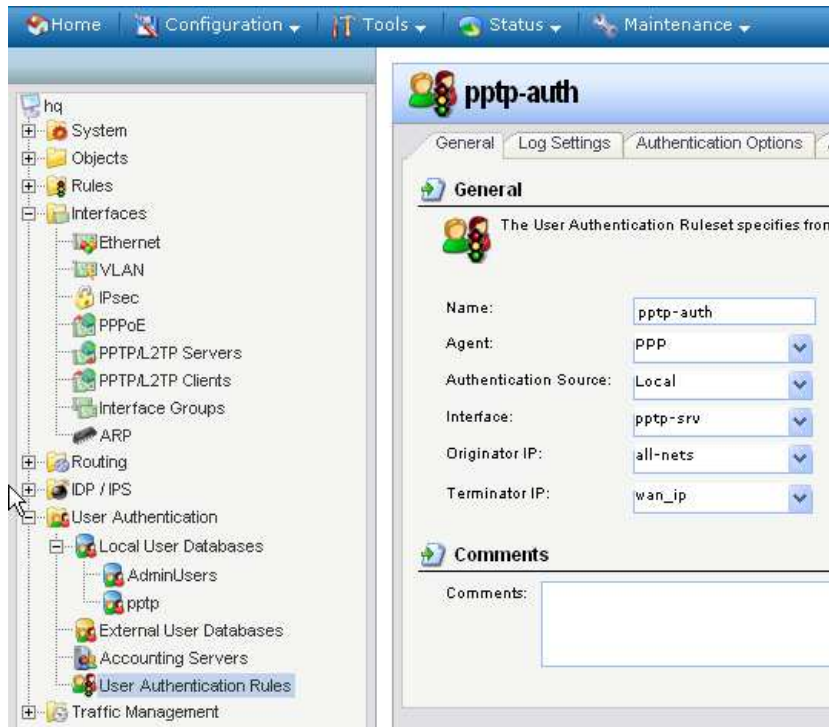 Home Configuration Tools Status Maintenance
hq
System
Objects
Rules
Interfaces
Ethernet
VLAN
IPsec
PPPoE
PPTP/L2TP Servers
PPTP/L2TP Clients
Interface Groups
ARP
Routing
IDP / IPS
User Authentication
Local User Databases
AdminUsers
pptp
External User Databases
Accounting Servers
User Authentication Rules
Traffic Management
pptp-auth
General Log Settings Authentication Options
General
The User Authentication Ruleset specifies from
Name: pptp-auth
Agent: PPP
Authentication Source: Local
Interface: pptp-srv
Originator IP: all-nets
Terminator IP: wan_ip
Comments
Comments: